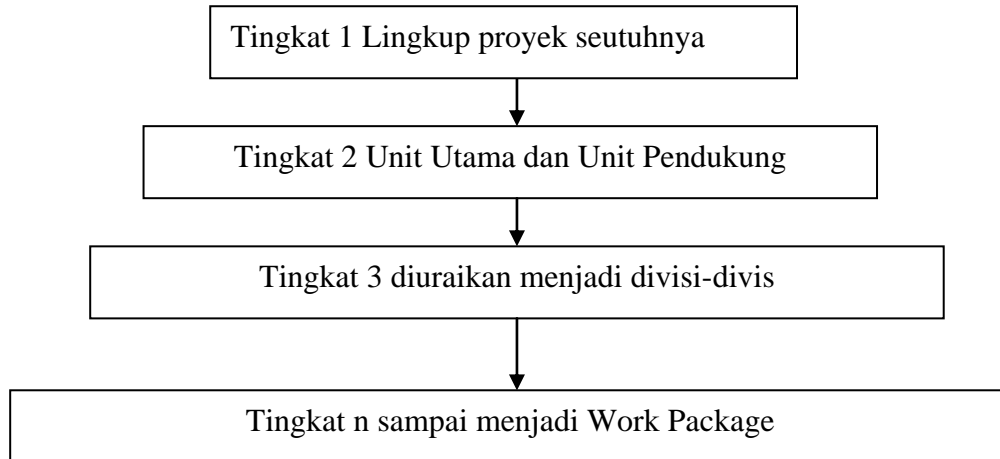 Tingkat 1 Lingkup proyek seutuhnya
Tingkat 2 Unit Utama dan Unit Pendukung
Tingkat 3 diuraikan menjadi divisi-divis
Tingkat n sampai menjadi Work Package